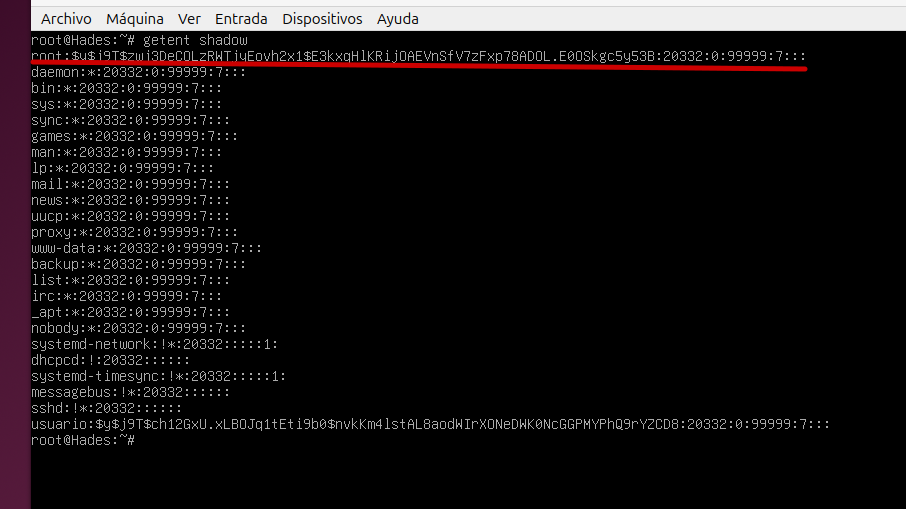 Archivo Máquina Ver Entrada Dispositivos Ayuda
root@Hades:~# getent shadow
root:$y$j9T$zwj3DeCOLzRWTjyEovh2x1$E3kxqHlKRijOAEVnSfV7zFxp78ADOL.E0OSkgc5y53B:20332:0:99999:7:::
daemon:*:20332:0:99999:7:::
bin:*:20332:0:99999:7:::
sys:*:20332:0:99999:7:::
sync:*:20332:0:99999:7:::
games:*:20332:0:99999:7:::
man:*:20332:0:99999:7:::
lp:*:20332:0:99999:7:::
mail:*:20332:0:99999:7:::
news:*:20332:0:99999:7:::
uucp:*:20332:0:99999:7:::
proxy:*:20332:0:99999:7:::
www-data:*:20332:0:99999:7:::
backup:*:20332:0:99999:7:::
list:*:20332:0:99999:7:::
irc:*:20332:0:99999:7:::
_apt:*:20332:0:99999:7:::
nobody:*:20332:0:99999:7:::
systemd-network:!*:20332:::::1:
dhcpcd:!:20332::::::
systemd-timesync:!*:20332:::::1:
messagebus:!*:20332::::::
sshd:!*:20332::::::
usuario:$y$j9T$ch12GxU.xLBOJq1tEti9b0$nvkKm4lstAL8aodWIrXONeDWK0NcGGPMYPhQ9rYZCD8:20332:0:99999:7:::
root@Hades:~#